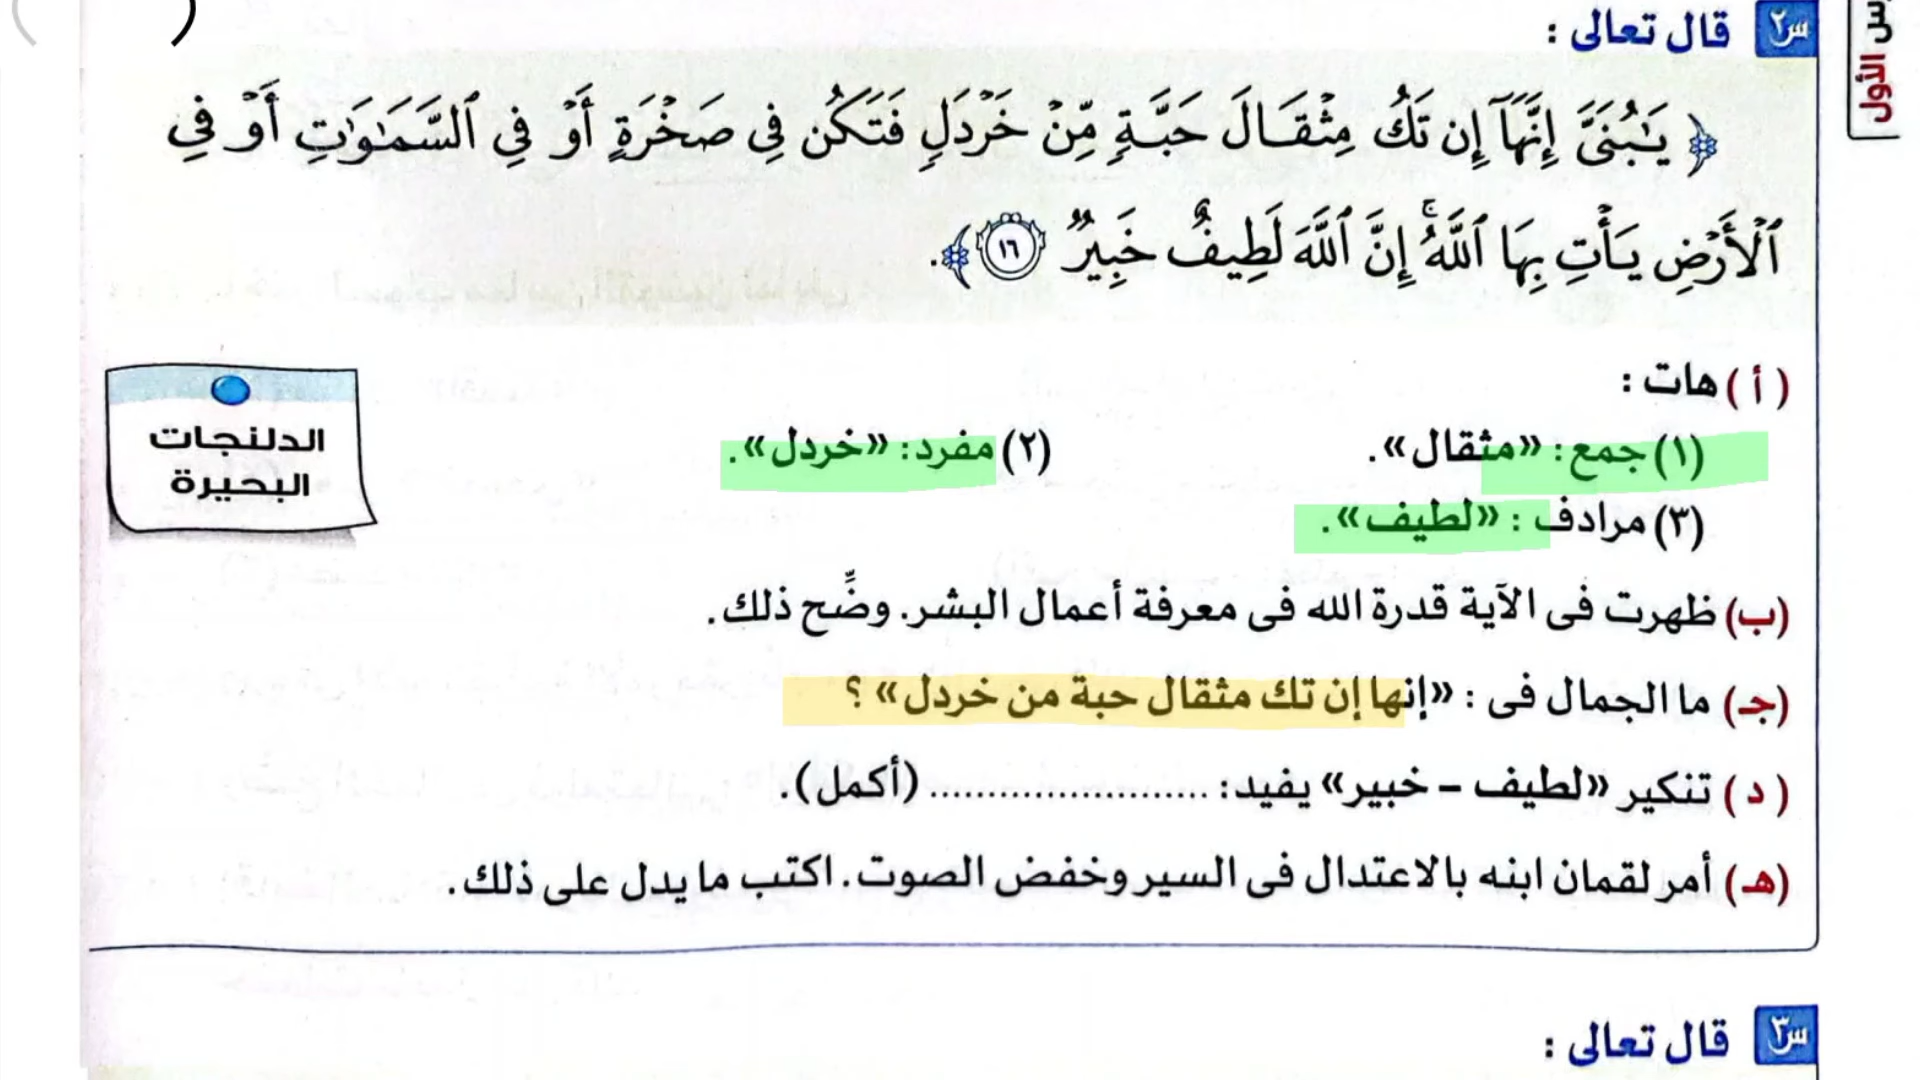 س٢ قال تعالى :
﴿ يَـٰبُنَىَّ إِنَّهَآ إِن تَكُ مِثْقَالَ حَبَّةٍ مِّنْ خَرْدَلٍ فَتَكُن فِى صَخْرَةٍ أَوْ فِى ٱلسَّمَـٰوَٰتِ أَوْ فِى
ٱلْأَرْضِ يَأْتِ بِهَا ٱللَّهُ ۚ إِنَّ ٱللَّهَ لَطِيفٌ خَبِيرٌ ١٦ ﴾.
( أ ) هات :
(١) جمع : «مثقال». (٢) مفرد : «خردل».
(٣) مرادف : «لطيف».
(ب) ظهرت فى الآية قدرة الله فى معرفة أعمال البشر. وضِّح ذلك.
(جـ) ما الجمال فى : «إنها إن تك مثقال حبة من خردل» ؟
( د ) تنكير «لطيف – خبير» يفيد : .......................... (أكمل).
(هـ) أمر لقمان ابنه بالاعتدال فى السير وخفض الصوت. اكتب ما يدل على ذلك.
الدلنجات
البحيرة
س٣ قال تعالى :
الأول